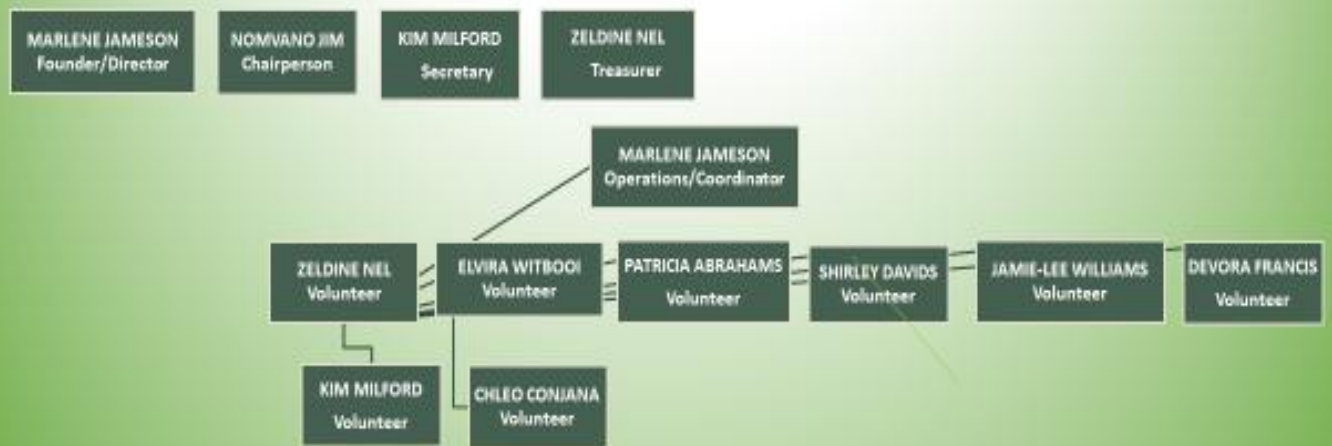 MARLENE JAMESON
Founder/Director
NOMVANO JIM
Chairperson
KIM MILFORD
Secretary
ZELDINE NEL
Treasurer
MARLENE JAMESON
Operations/Coordinator
ZELDINE NEL
Volunteer
ELVIRA WITBOOI
Volunteer
PATRICIA ABRAHAMS
Volunteer
SHIRLEY DAVIDS
Volunteer
JAMIE-LEE WILLIAMS
Volunteer
DEVORA FRANCIS
Volunteer
KIM MILFORD
Volunteer
CHLEO CONJANA
Volunteer